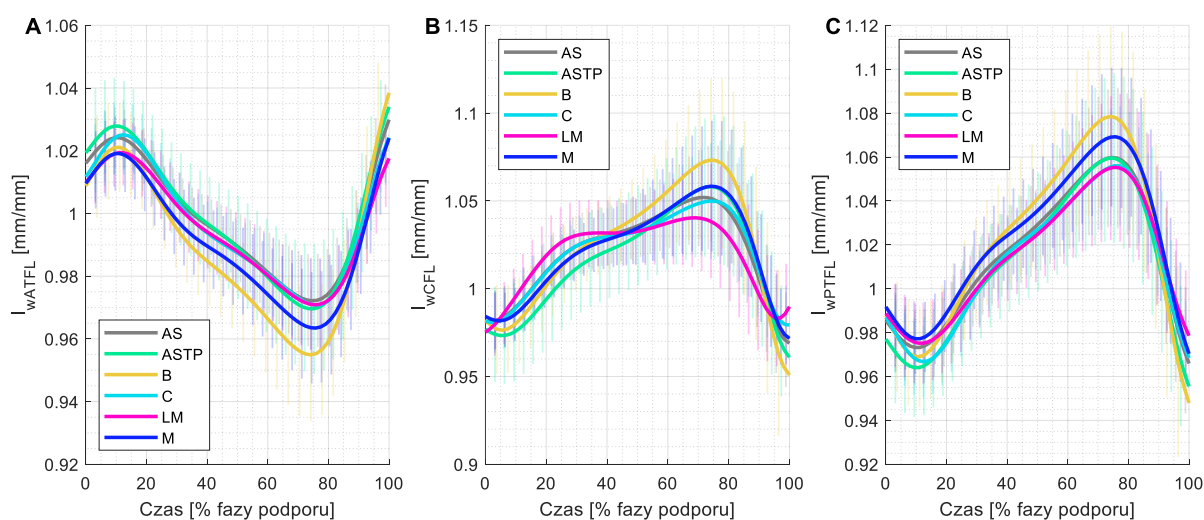 A
1.06
1.04
1.02
1
0.98
0.96
0.94
0.92
I_wATFL [mm/mm]
AS
ASTP
B
C
LM
M
0 20 40 60 80 100
Czas [% fazy podporu]
B
1.15
1.1
1.05
1
0.95
0.9
I_wCFL [mm/mm]
AS
ASTP
B
C
LM
M
0 20 40 60 80 100
Czas [% fazy podporu]
C
1.12
1.1
1.08
1.06
1.04
1.02
1
0.98
0.96
0.94
0.92
I_wPTFL [mm/mm]
AS
ASTP
B
C
LM
M
0 20 40 60 80 100
Czas [% fazy podporu]